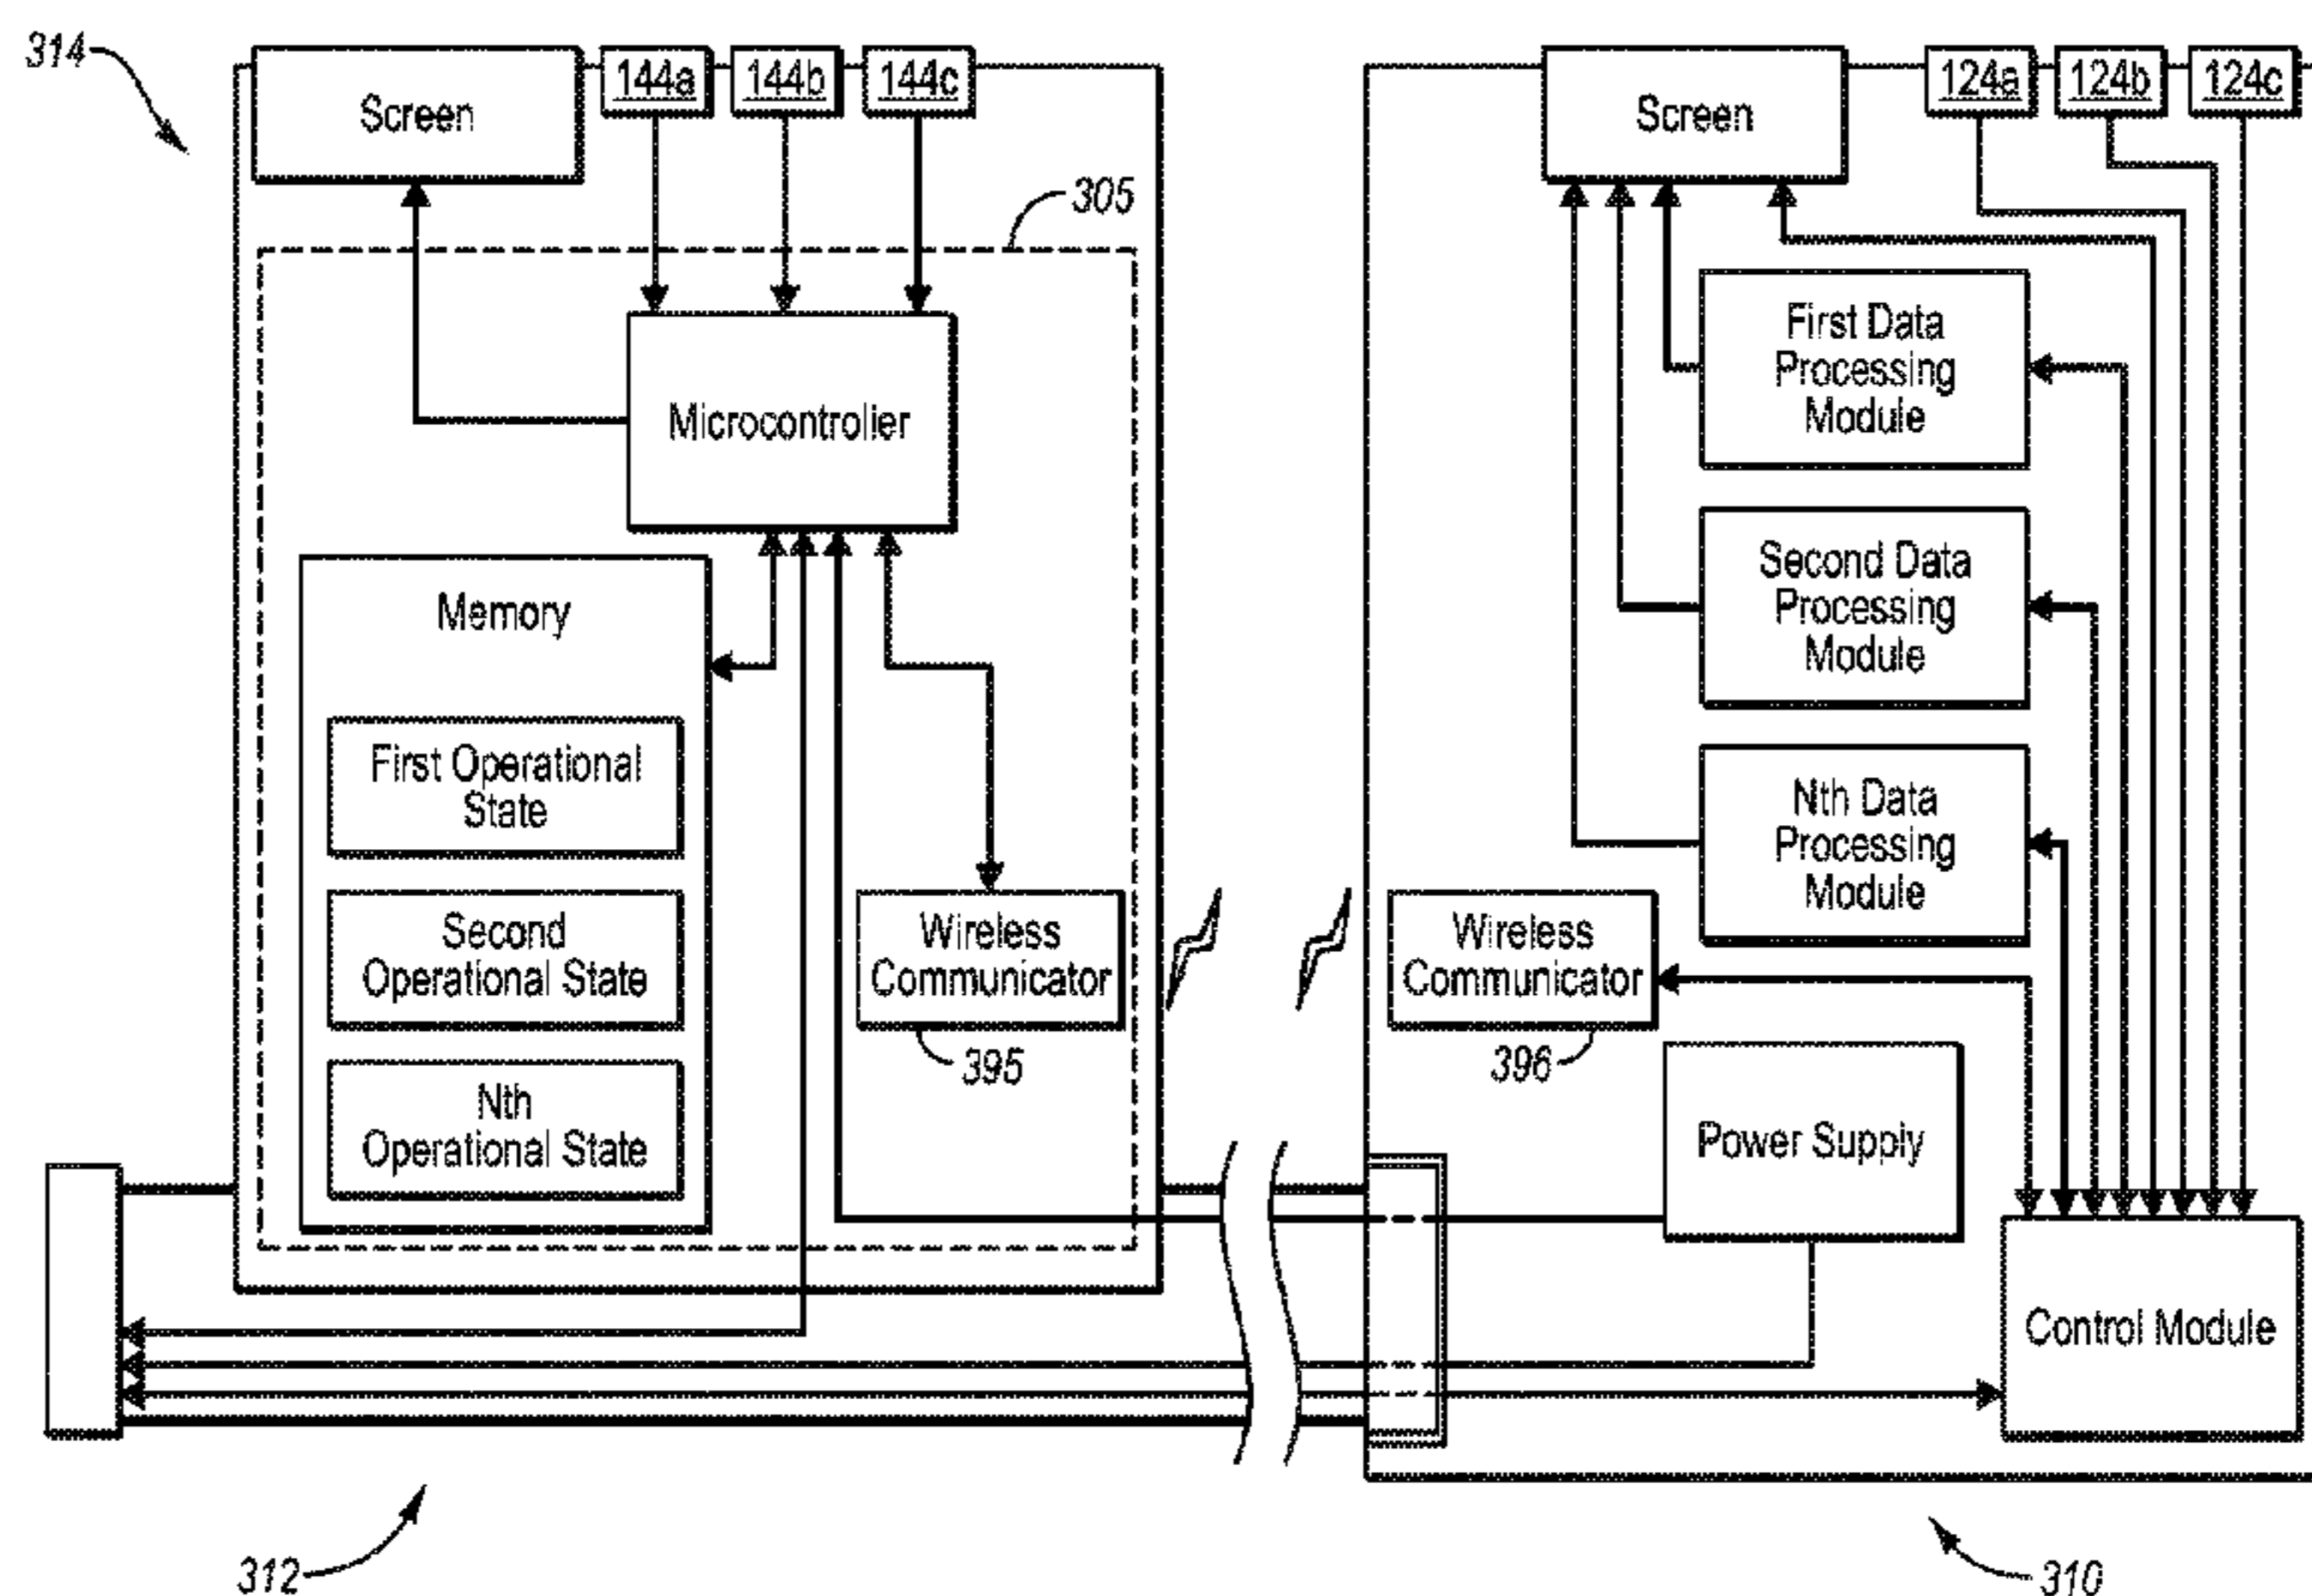 314
Screen
144a
144b
144c
305
Microcontroller
Memory
First Operational
State
Second
Operational State
Nth
Operational State
Wireless
Communicator
395
312
Screen
124a
124b
124c
First Data
Processing
Module
Second Data
Processing
Module
Nth Data
Processing
Module
Wireless
Communicator
396
Power Supply
Control Module
310